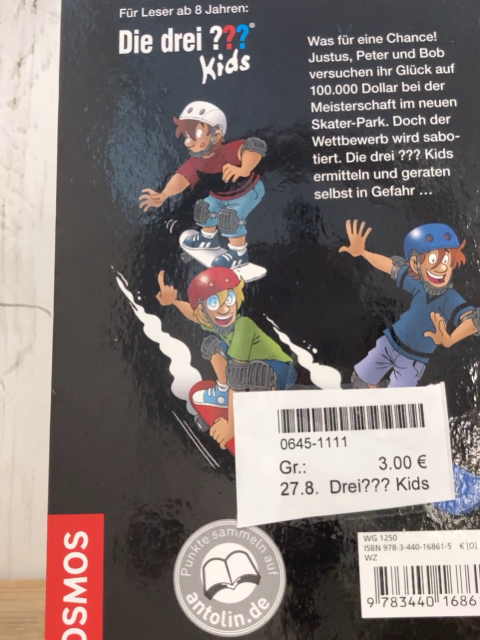 Für Leser ab 8 Jahren:
Die drei ???®
Kids
Was für eine Chance!
Justus, Peter und Bob
versuchen ihr Glück auf
100.000 Dollar bei der
Meisterschaft im neuen
Skater-Park. Doch der
Wettbewerb wird sabo-
tiert. Die drei ??? Kids
ermitteln und geraten
selbst in Gefahr ...
0645-1111
Gr.: 3.00 €
27.8. Drei??? Kids
Punkte sammeln auf
antolin.de
WG 1250
ISBN 978-3-440-16861-5 € [D]
WZ
9 783440 1686
OSMOS